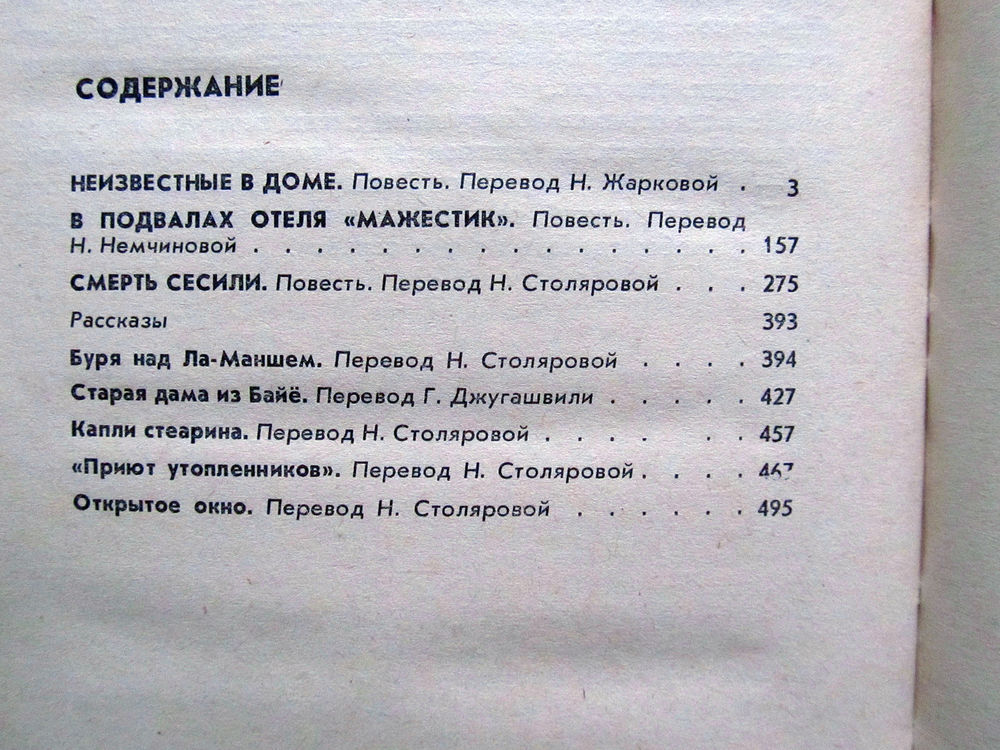 СОДЕРЖАНИЕ
НЕИЗВЕСТНЫЕ В ДОМЕ. Повесть. Перевод Н. Жарковой . 3
В ПОДВАЛАХ ОТЕЛЯ «МАЖЕСТИК». Повесть. Перевод
Н. Немчиновой . . . . . . . . . . . . . . . . 157
СМЕРТЬ СЕСИЛИ. Повесть. Перевод Н. Столяровой . . . 275
Рассказы 393
Буря над Ла-Маншем. Перевод Н. Столяровой . . . . 394
Старая дама из Байё. Перевод Г. Джугашвили . . . . . 427
Капли стеарина. Перевод Н. Столяровой . . . . . . 457
«Приют утопленников». Перевод Н. Столяровой . . . . 467
Открытое окно. Перевод Н. Столяровой . . . . . . 495